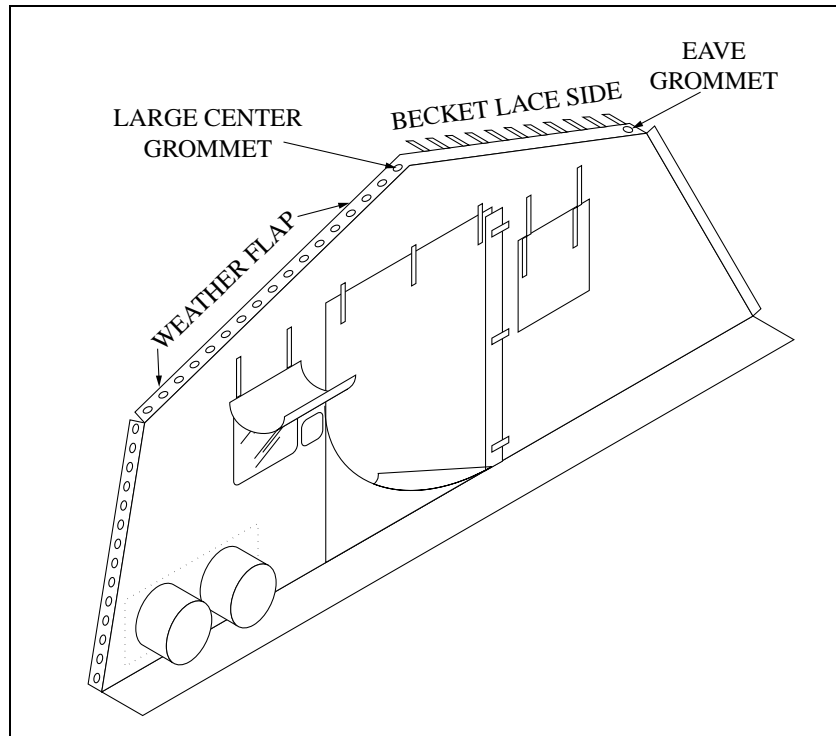 EAVE
GROMMET
BECKET LACE SIDE
LARGE CENTER
GROMMET
WEATHER FLAP